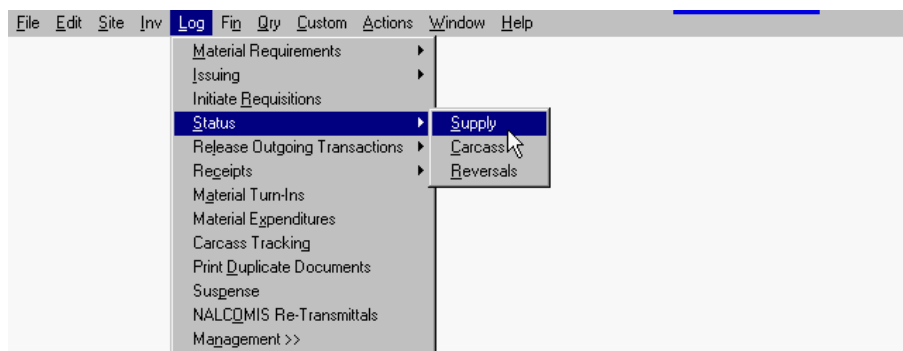 File Edit Site Inv Log Fin Qry Custom Actions Window Help
Material Requirements
Issuing
Initiate Requisitions
Status
Supply
Release Outgoing Transactions
Carcass
Receipts
Reversals
Material Turn-Ins
Material Expenditures
Carcass Tracking
Print Duplicate Documents
Suspense
NALCOMIS Re-Transmittals
Management >>